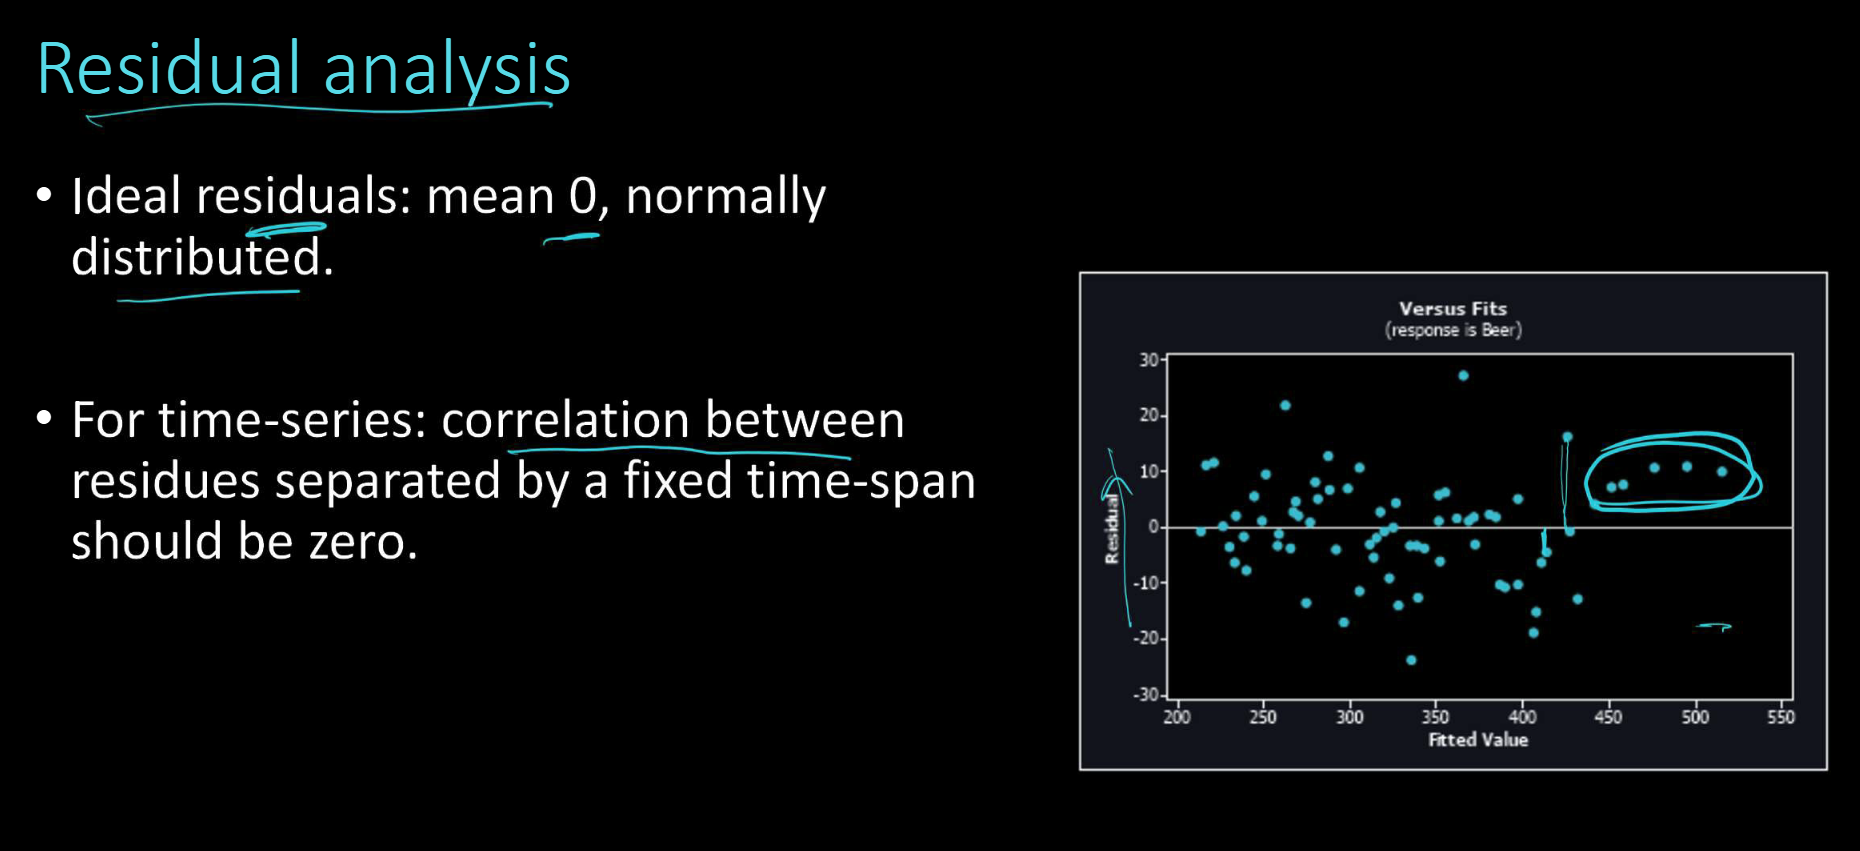 Residual analysis
• Ideal residuals: mean 0, normally
distributed.
• For time-series: correlation between
residues separated by a fixed time-span
should be zero.
Versus Fits
(response is Beer)
Residual
30
20
10
0
-10
-20
-30
200 250 300 350 400 450 500 550
Fitted Value